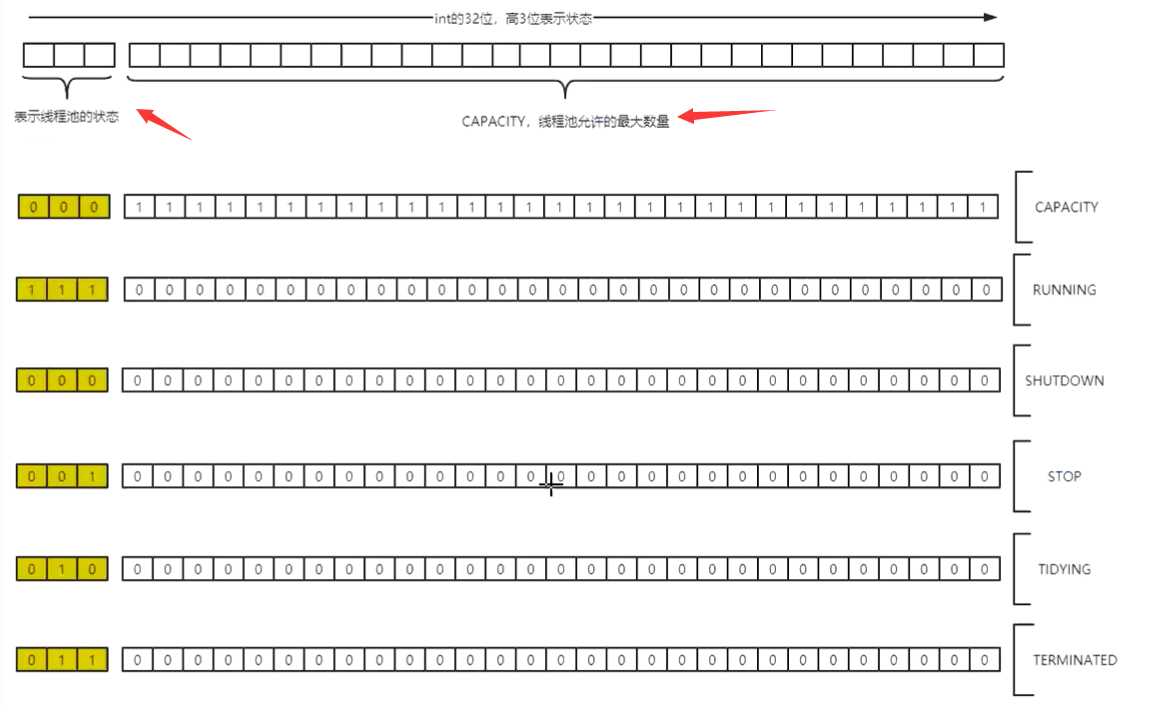 int的32位，高3位表示状态
表示线程池的状态
CAPACITY，线程池允许的最大数量
0 0 0 1 1 1 1 1 1 1 1 1 1 1 1 1 1 1 1 1 1 1 1 1 1 1 1 1 1 1 1 1 CAPACITY
1 1 1 0 0 0 0 0 0 0 0 0 0 0 0 0 0 0 0 0 0 0 0 0 0 0 0 0 0 0 0 0 RUNNING
0 0 0 0 0 0 0 0 0 0 0 0 0 0 0 0 0 0 0 0 0 0 0 0 0 0 0 0 0 0 0 0 SHUTDOWN
0 0 1 0 0 0 0 0 0 0 0 0 0 0 0 0 0 0 0 0 0 0 0 0 0 0 0 0 0 0 0 0 STOP
0 1 0 0 0 0 0 0 0 0 0 0 0 0 0 0 0 0 0 0 0 0 0 0 0 0 0 0 0 0 0 0 TIDYING
0 1 1 0 0 0 0 0 0 0 0 0 0 0 0 0 0 0 0 0 0 0 0 0 0 0 0 0 0 0 0 0 TERMINATED